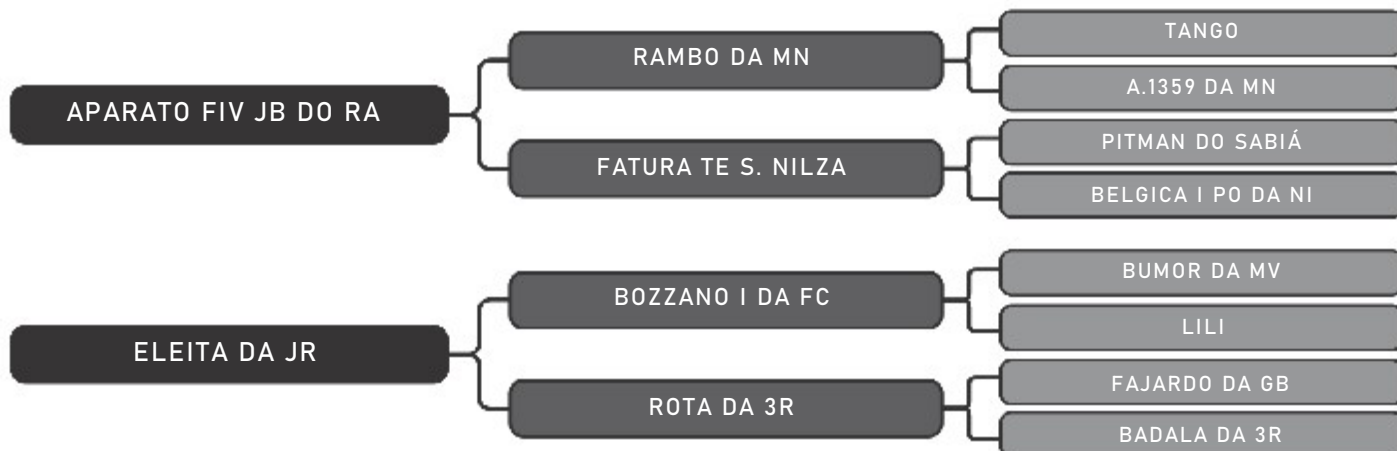 TANGO
RAMBO DA MN
A.1359 DA MN
APARATO FIV JB DO RA
PITMAN DO SABIÁ
FATURA TE S. NILZA
BELGICA I PO DA NI
BUMOR DA MV
BOZZANO I DA FC
LILI
ELEITA DA JR
FAJARDO DA GB
ROTA DA 3R
BADALA DA 3R